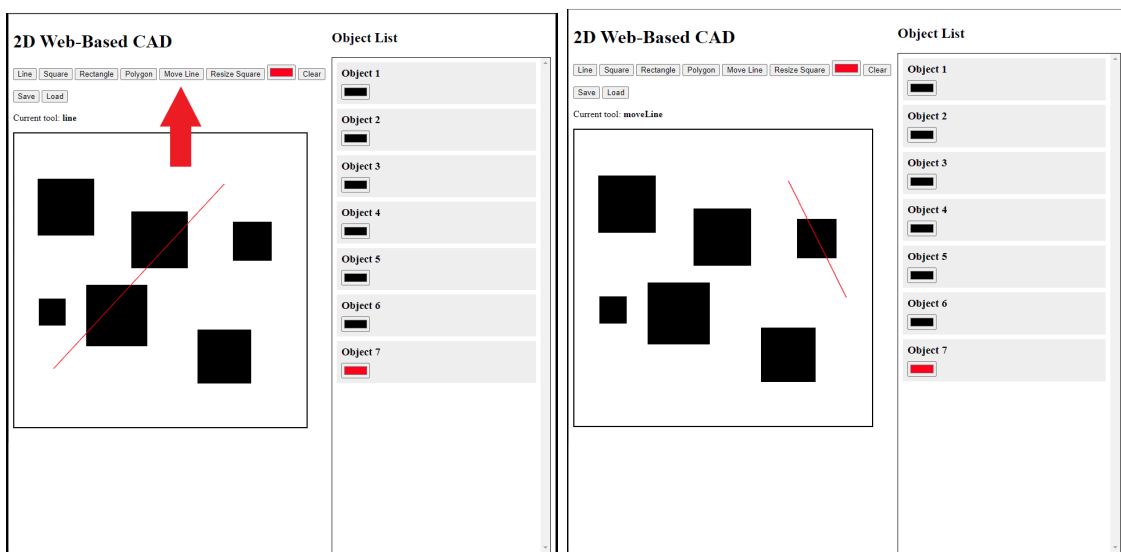 2D Web-Based CAD
Line Square Rectangle Polygon Move Line Resize Square Clear
Save Load
Current tool: line
Object List
Object 1
Object 2
Object 3
Object 4
Object 5
Object 6
Object 7
2D Web-Based CAD
Line Square Rectangle Polygon Move Line Resize Square Clear
Save Load
Current tool: moveLine
Object List
Object 1
Object 2
Object 3
Object 4
Object 5
Object 6
Object 7